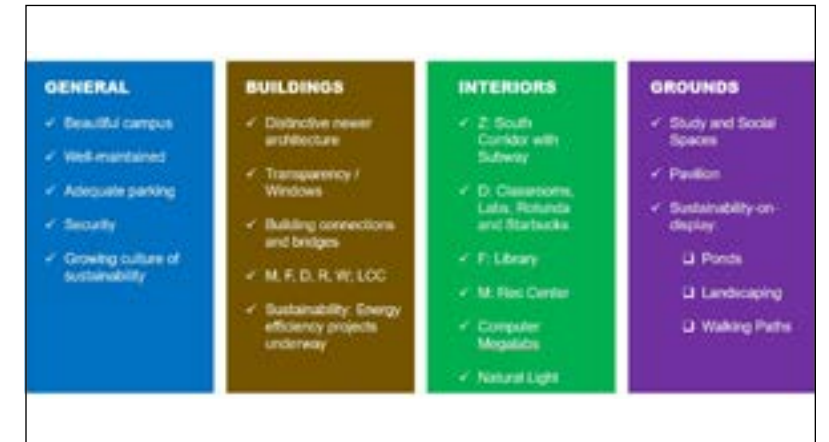 GENERAL
✓ Beautiful campus
✓ Well-maintained
✓ Adequate parking
✓ Security
✓ Growing culture of
sustainability
BUILDINGS
✓ Distinctive newer
architecture
✓ Transparency /
Windows
✓ Building connections
and bridges
✓ M, F, D, R, W, LCC
✓ Sustainability: Energy
efficiency projects
underway
INTERIORS
✓ Z: South
Corridor with
Subway
✓ D: Classrooms,
Labs, Rotunda
and Starbucks
✓ F: Library
✓ M: Rec Center
✓ Computer
Megalabs
✓ Natural Light
GROUNDS
✓ Study and Social
Spaces
✓ Pavilion
✓ Sustainability-on-
display:
❑ Ponds
❑ Landscaping
❑ Walking Paths